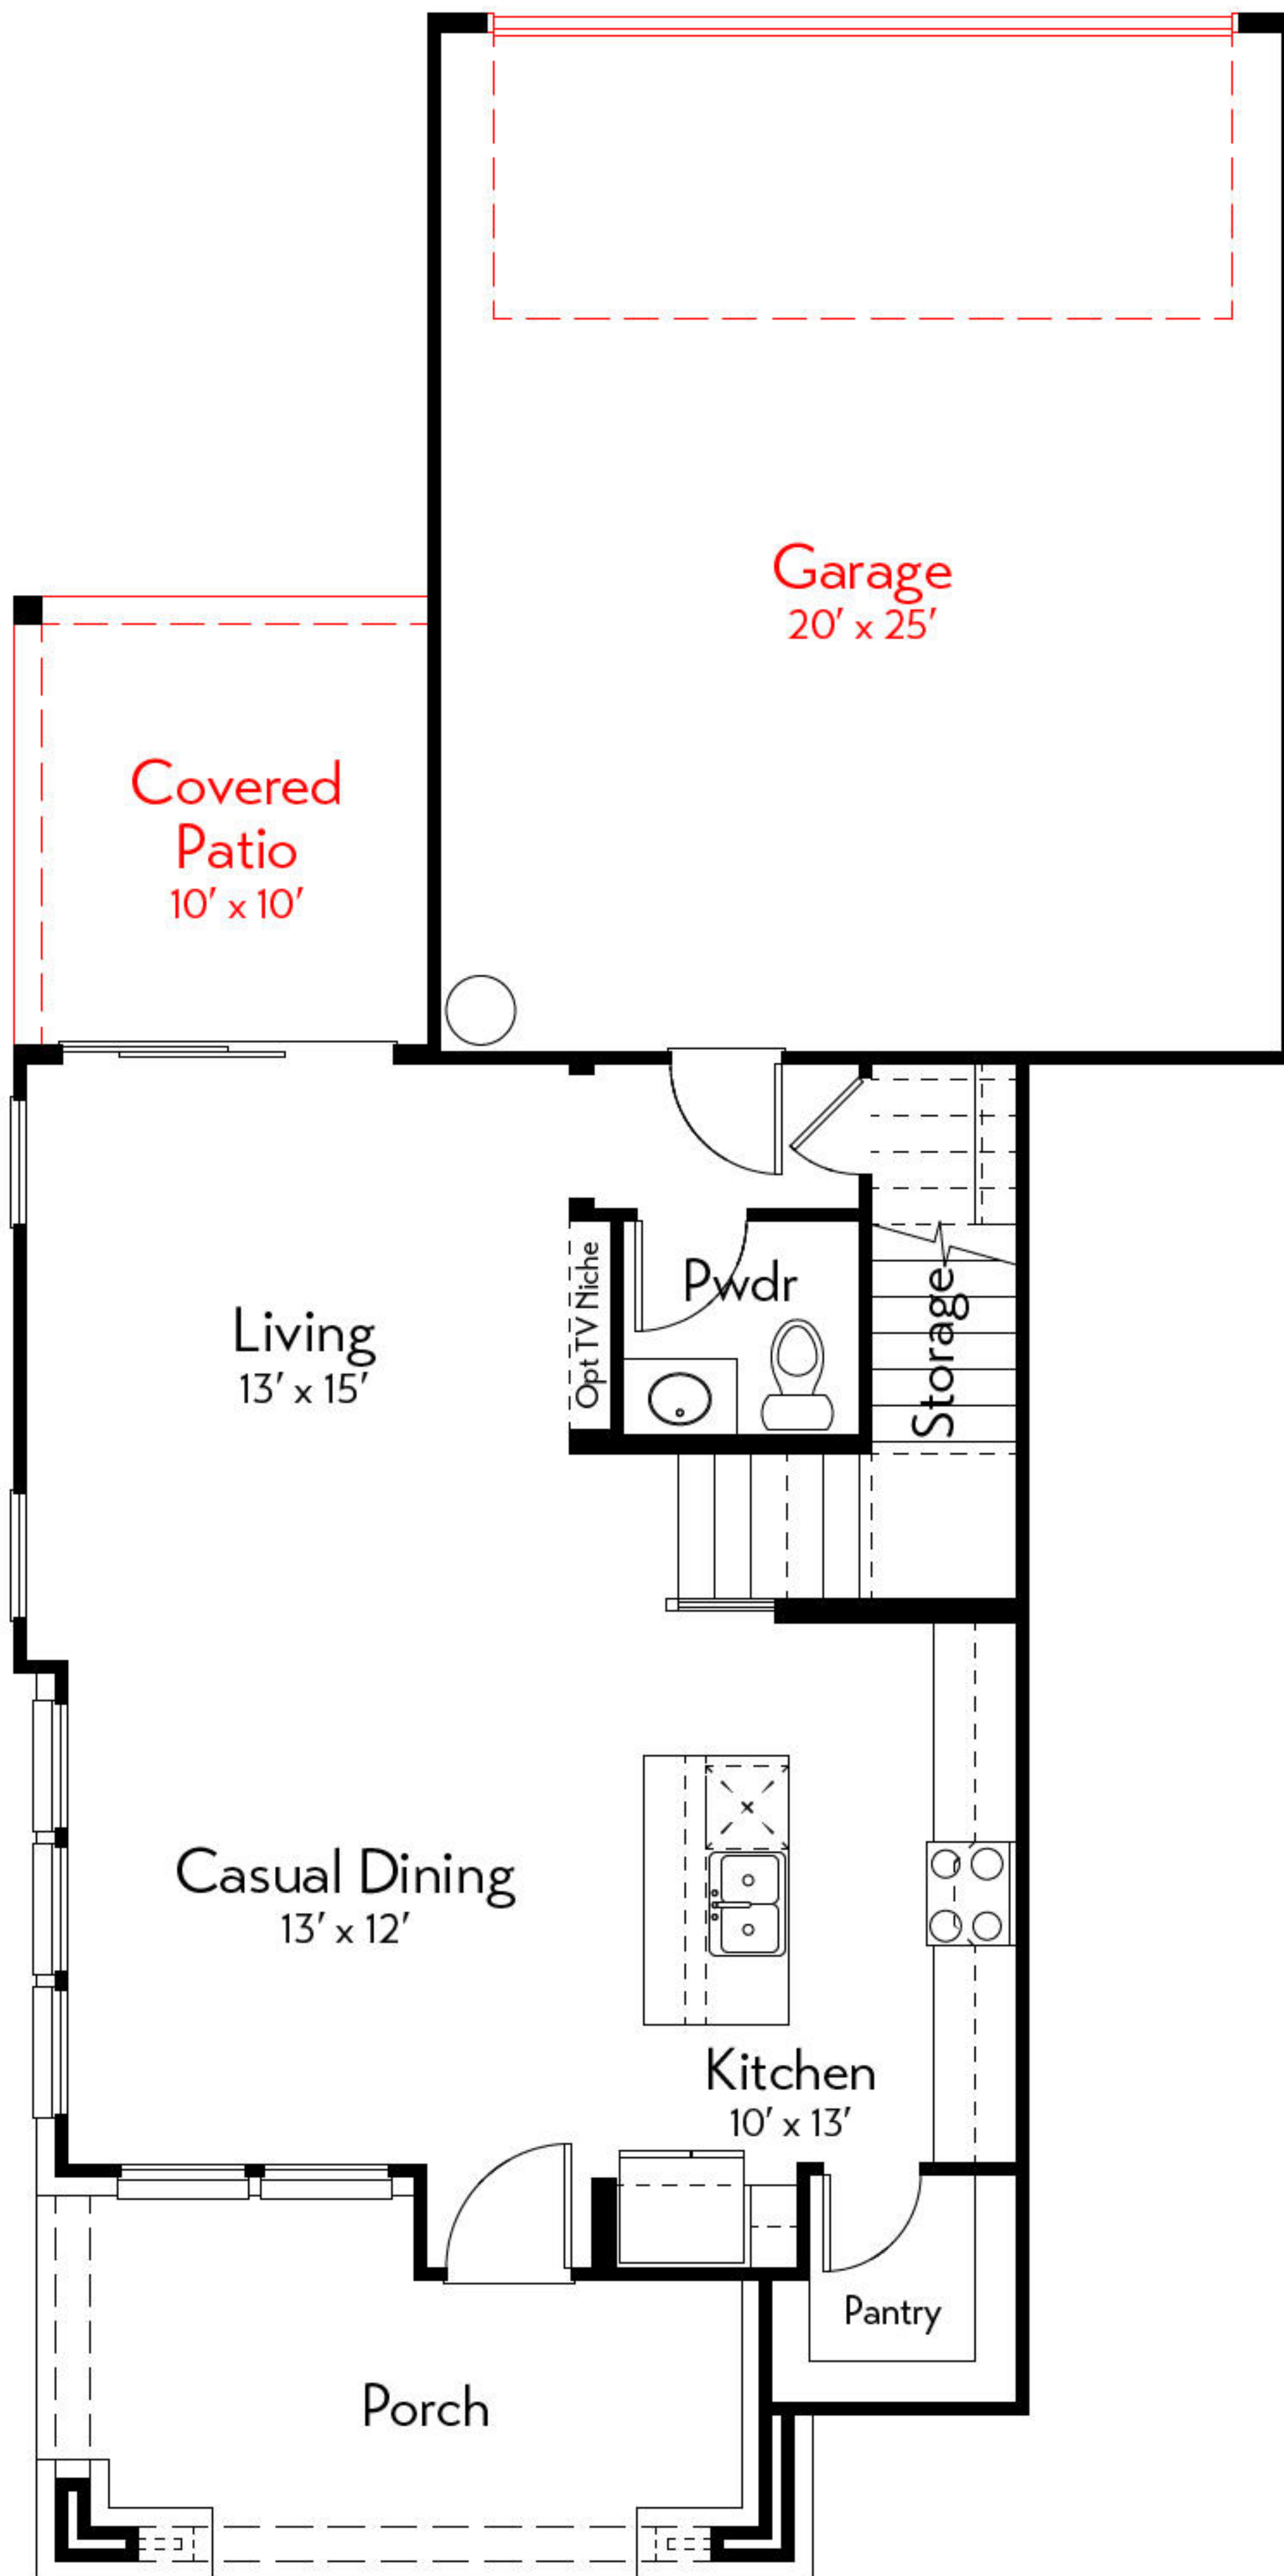 Garage
20' x 25'
Covered
Patio
10' x 10'
Living
13' x 15'
Opt TV Niche
Pwdr
Storage
Casual Dining
13' x 12'
Kitchen
10' x 13'
Pantry
Porch